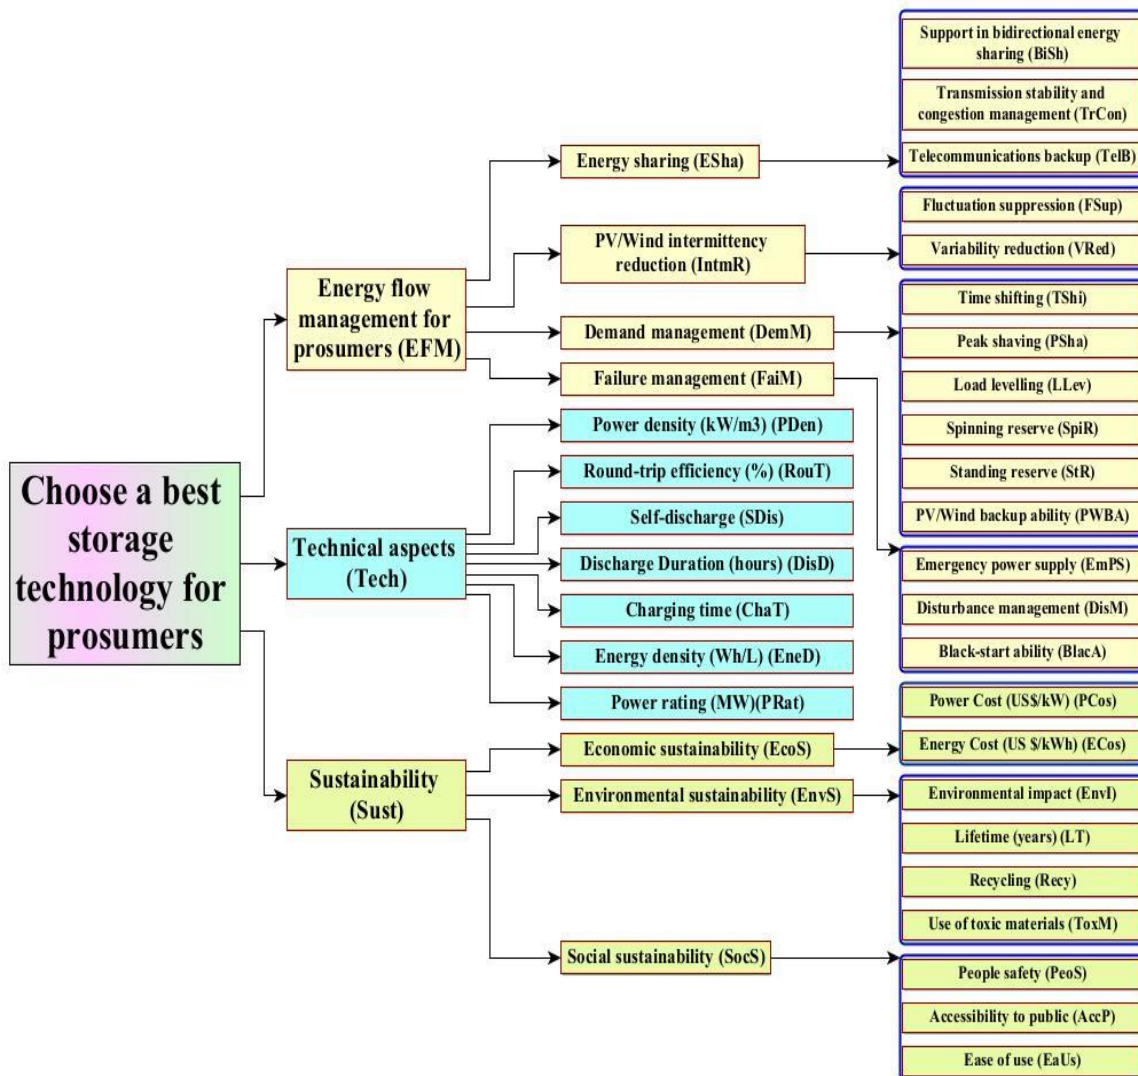 Choose a best
storage
technology for
prosumers
Energy flow
management for
prosumers (EFM)
Technical aspects
(Tech)
Sustainability
(Sust)
Energy sharing (ESha)
PV/Wind intermittency
reduction (IntmR)
Demand management (DemM)
Failure management (FaiM)
Power density (kW/m3) (PDen)
Round-trip efficiency (%) (RouT)
Self-discharge (SDis)
Discharge Duration (hours) (DisD)
Charging time (ChaT)
Energy density (Wh/L) (EneD)
Power rating (MW)(PRat)
Economic sustainability (EcoS)
Environmental sustainability (EnvS)
Social sustainability (SocS)
Support in bidirectional energy
sharing (BiSh)
Transmission stability and
congestion management (TrCon)
Telecommunications backup (TelB)
Fluctuation suppression (FSup)
Variability reduction (VRed)
Time shifting (TShi)
Peak shaving (PSha)
Load levelling (LLev)
Spinning reserve (SpiR)
Standing reserve (StR)
PV/Wind backup ability (PWBA)
Emergency power supply (EmPS)
Disturbance management (DisM)
Black-start ability (BlacA)
Power Cost (US$/kW) (PCos)
Energy Cost (US $/kWh) (ECos)
Environmental impact (EnvI)
Lifetime (years) (LT)
Recycling (Recy)
Use of toxic materials (ToxM)
People safety (PeoS)
Accessibility to public (AccP)
Ease of use (EaUs)